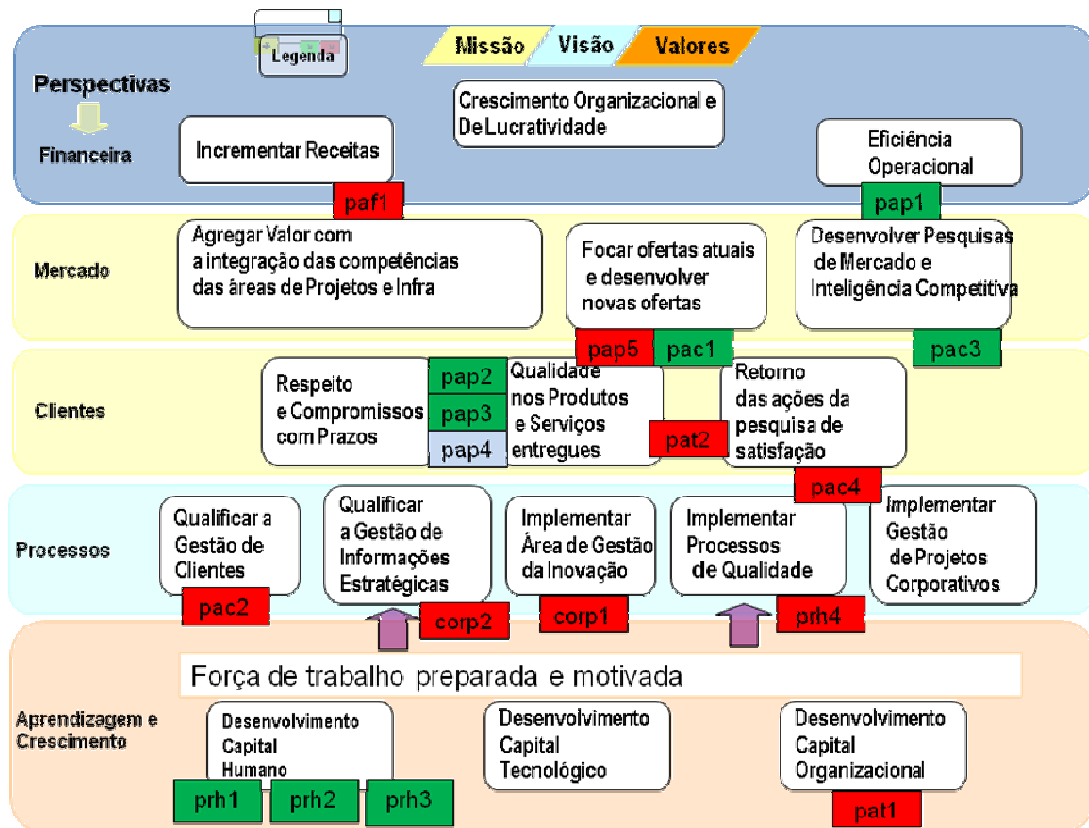 Legenda
Missão
Visão
Valores
Perspectivas
Financeira
Crescimento Organizacional e
De Lucratividade
Incrementar Receitas
Eficiência
Operacional
paf1
pap1
Mercado
Agregar Valor com
a integração das competências
das áreas de Projetos e Infra
Focar ofertas atuais
e desenvolver
novas ofertas
Desenvolver Pesquisas
de Mercado e
Inteligência Competitiva
pap5
pac1
pac3
Clientes
Respeito
e Compromissos
com Prazos
pap2
pap3
pap4
Qualidade
nos Produtos
e Serviços
entregues
pat2
Retorno
das ações da
pesquisa de
satisfação
pac4
Processos
Qualificar a
Gestão de
Clientes
Qualificar
a Gestão de
Informações
Estratégicas
Implementar
Área de Gestão
da Inovação
Implementar
Processos
de Qualidade
Implementar
Gestão
de Projetos
Corporativos
pac2
corp2
corp1
prh4
Força de trabalho preparada e motivada
Aprendizagem e
Crescimento
Desenvolvimento
Capital
Humano
Desenvolvimento
Capital
Tecnológico
Desenvolvimento
Capital
Organizacional
prh1
prh2
prh3
pat1